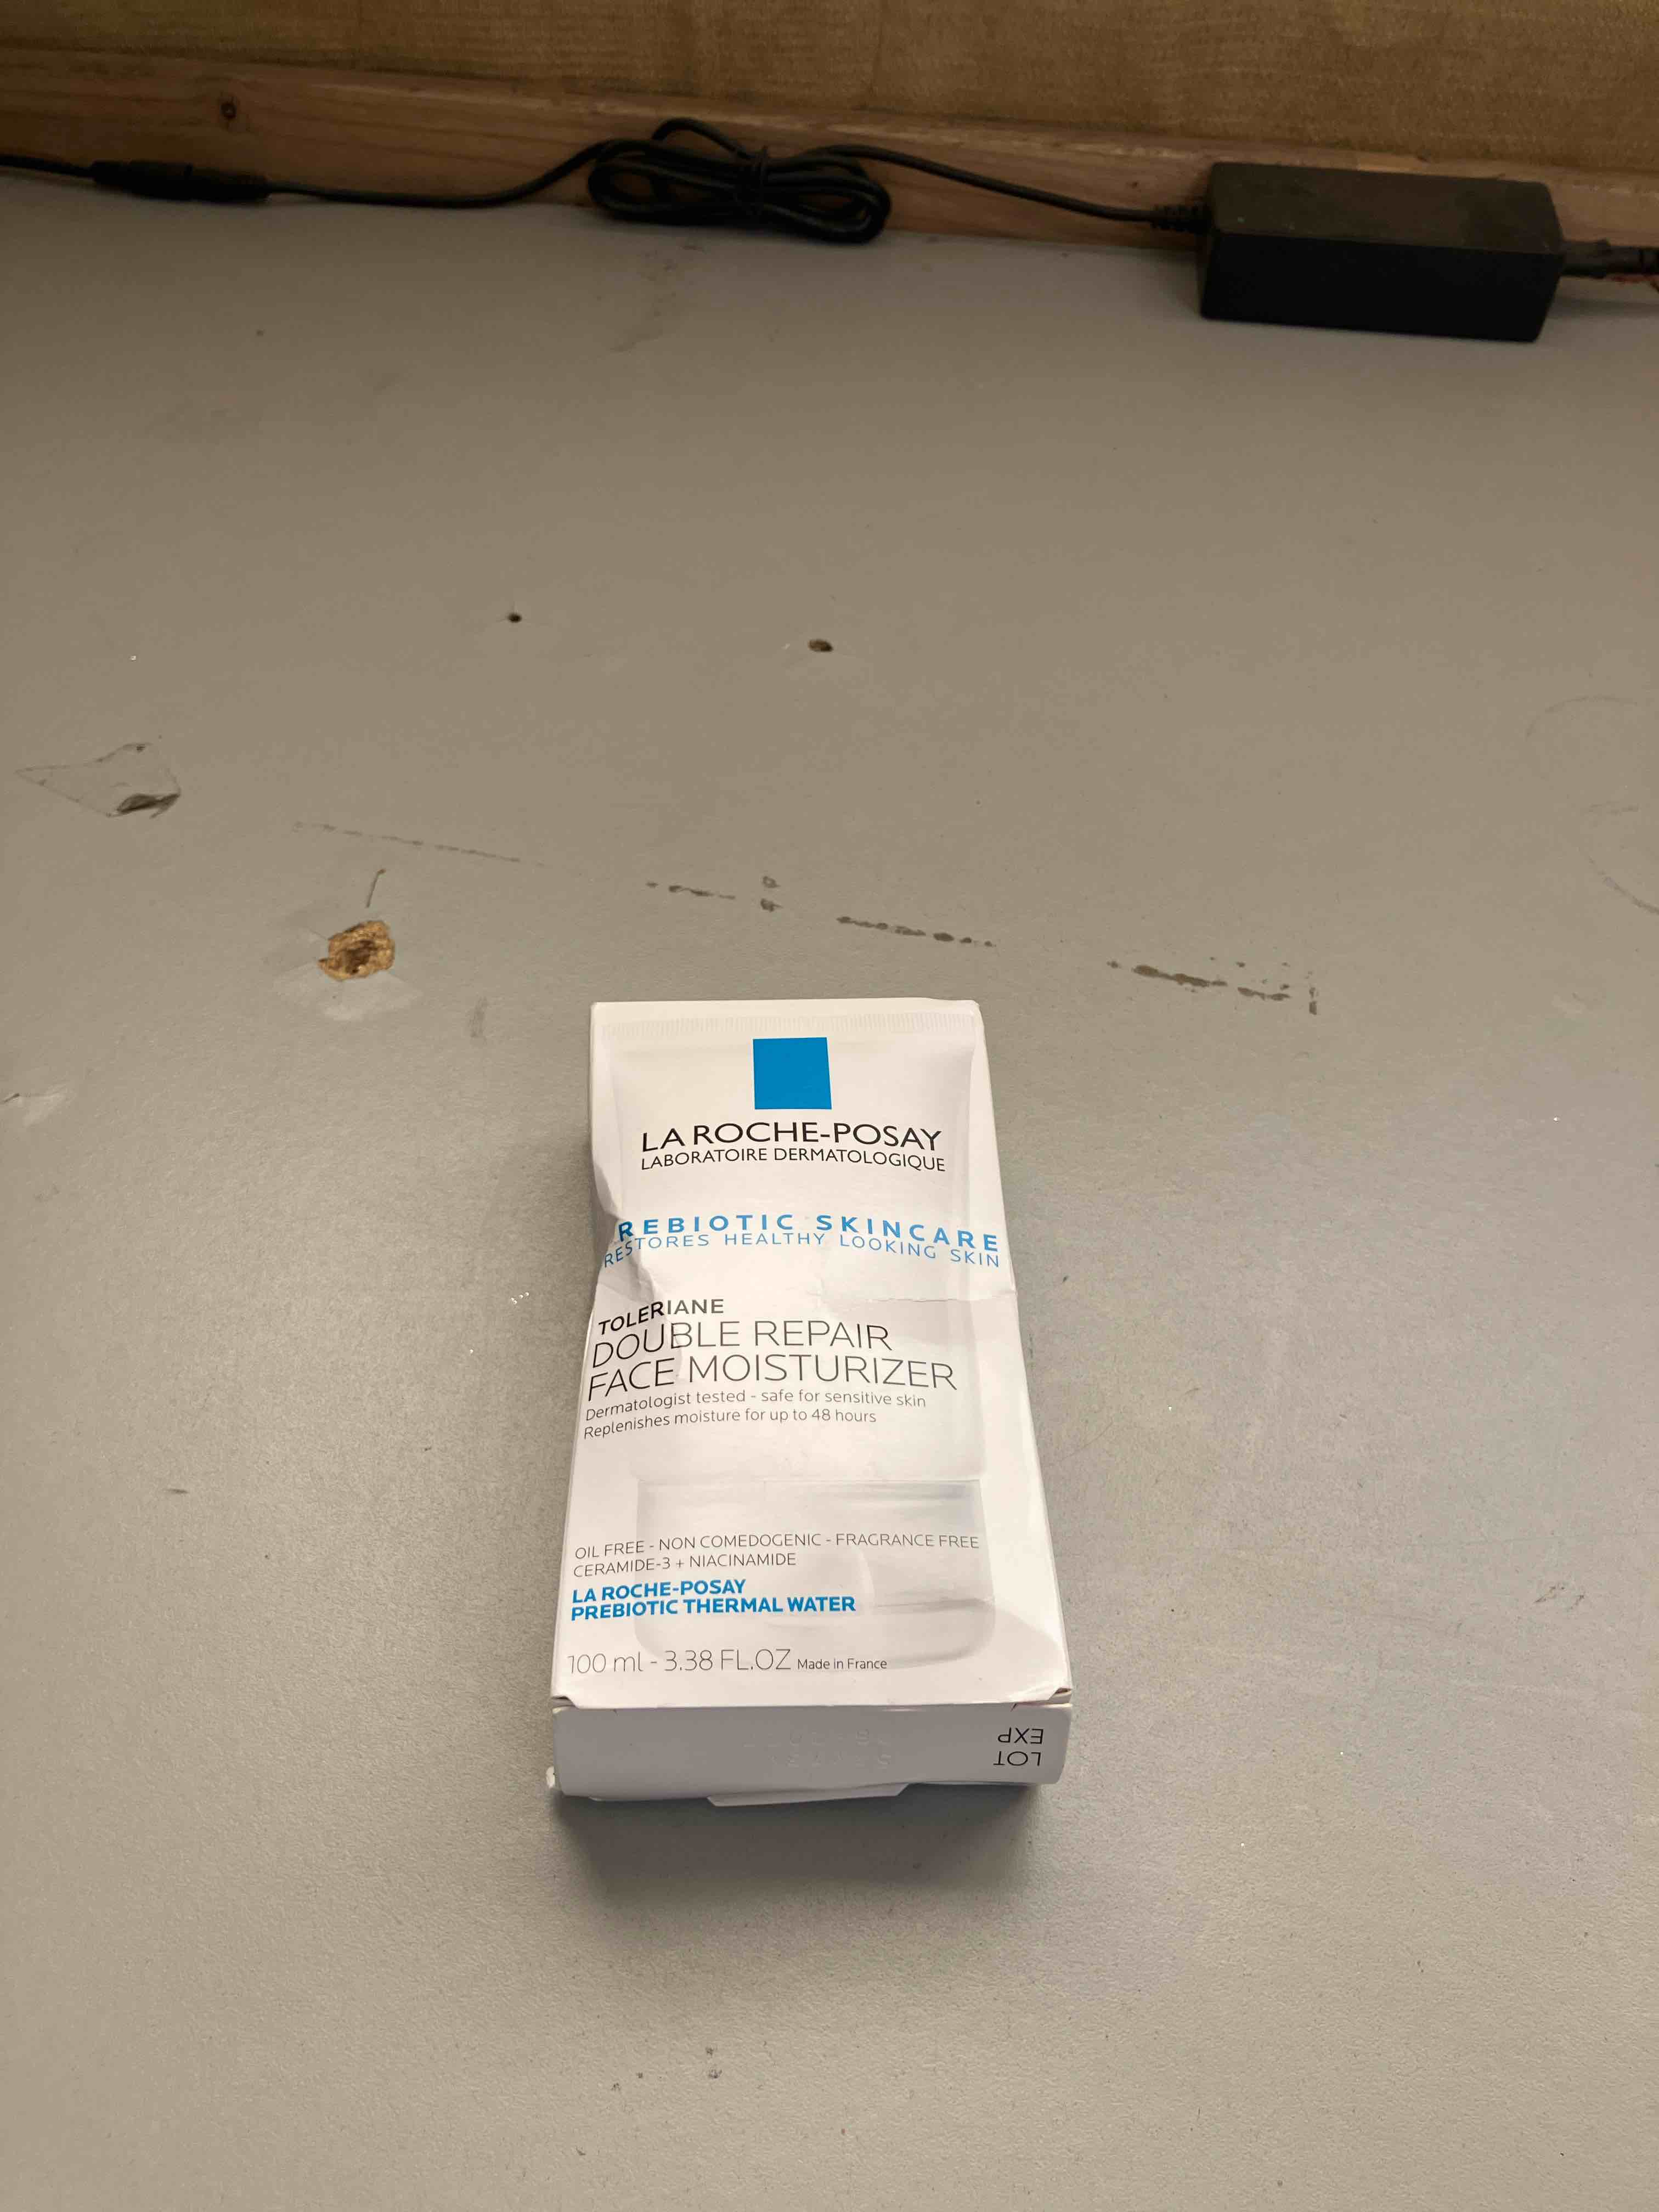 LA ROCHE-POSAY
LABORATOIRE DERMATOLOGIQUE
REBIOTIC SKINCARE
RESTORES HEALTHY LOOKING SKIN
TOLERIANE
DOUBLE REPAIR
FACE MOISTURIZER
Dermatologist tested - safe for sensitive skin
Replenishes moisture for up to 48 hours
OIL FREE - NON COMEDOGENIC - FRAGRANCE FREE
CERAMIDE-3 + NIACINAMIDE
LA ROCHE-POSAY
PREBIOTIC THERMAL WATER
100 ml - 3.38 FL.OZ Made in France
LOT
EXP